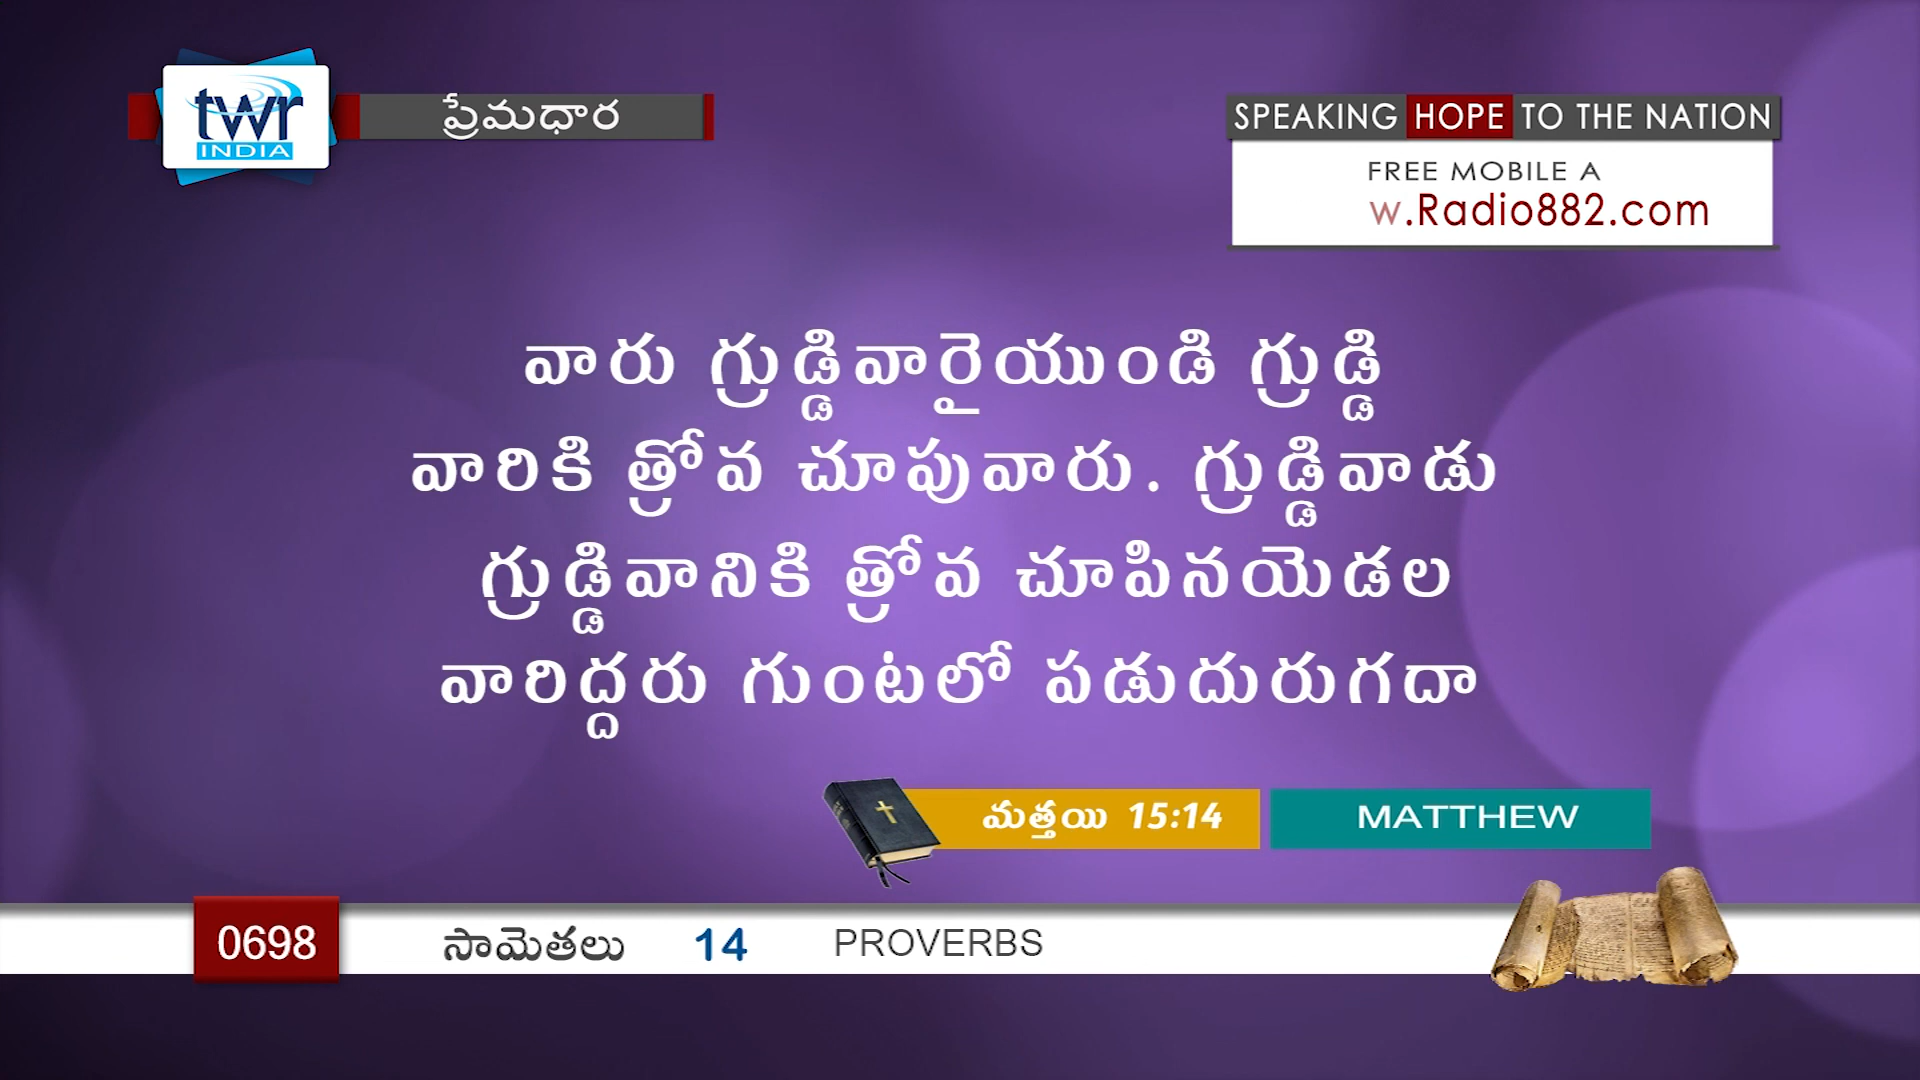 twr
INDIA
ప్రేమధార
SPEAKING HOPE TO THE NATION
FREE MOBILE A
w.Radio882.com
వారు గ్రుడ్డివారైయుండి గ్రుడ్డి
వారికి త్రోవ చూపువారు. గ్రుడ్డివాడు
గ్రుడ్డివానికి త్రోవ చూపినయెడల
వారిద్దరు గుంటలో పడుదురుగదా
మత్తయి 15:14
MATTHEW
0698
సామెతలు 14 PROVERBS